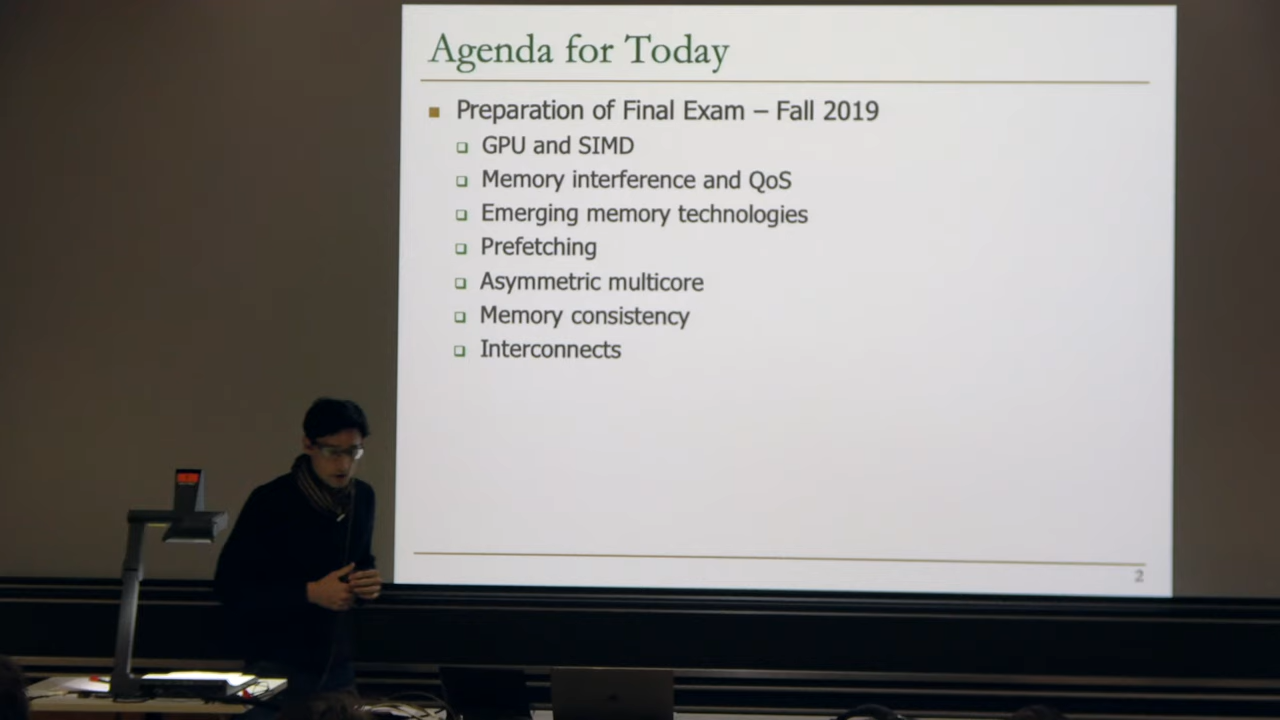 Agenda for Today
Preparation of Final Exam – Fall 2019
GPU and SIMD
Memory interference and QoS
Emerging memory technologies
Prefetching
Asymmetric multicore
Memory consistency
Interconnects
2